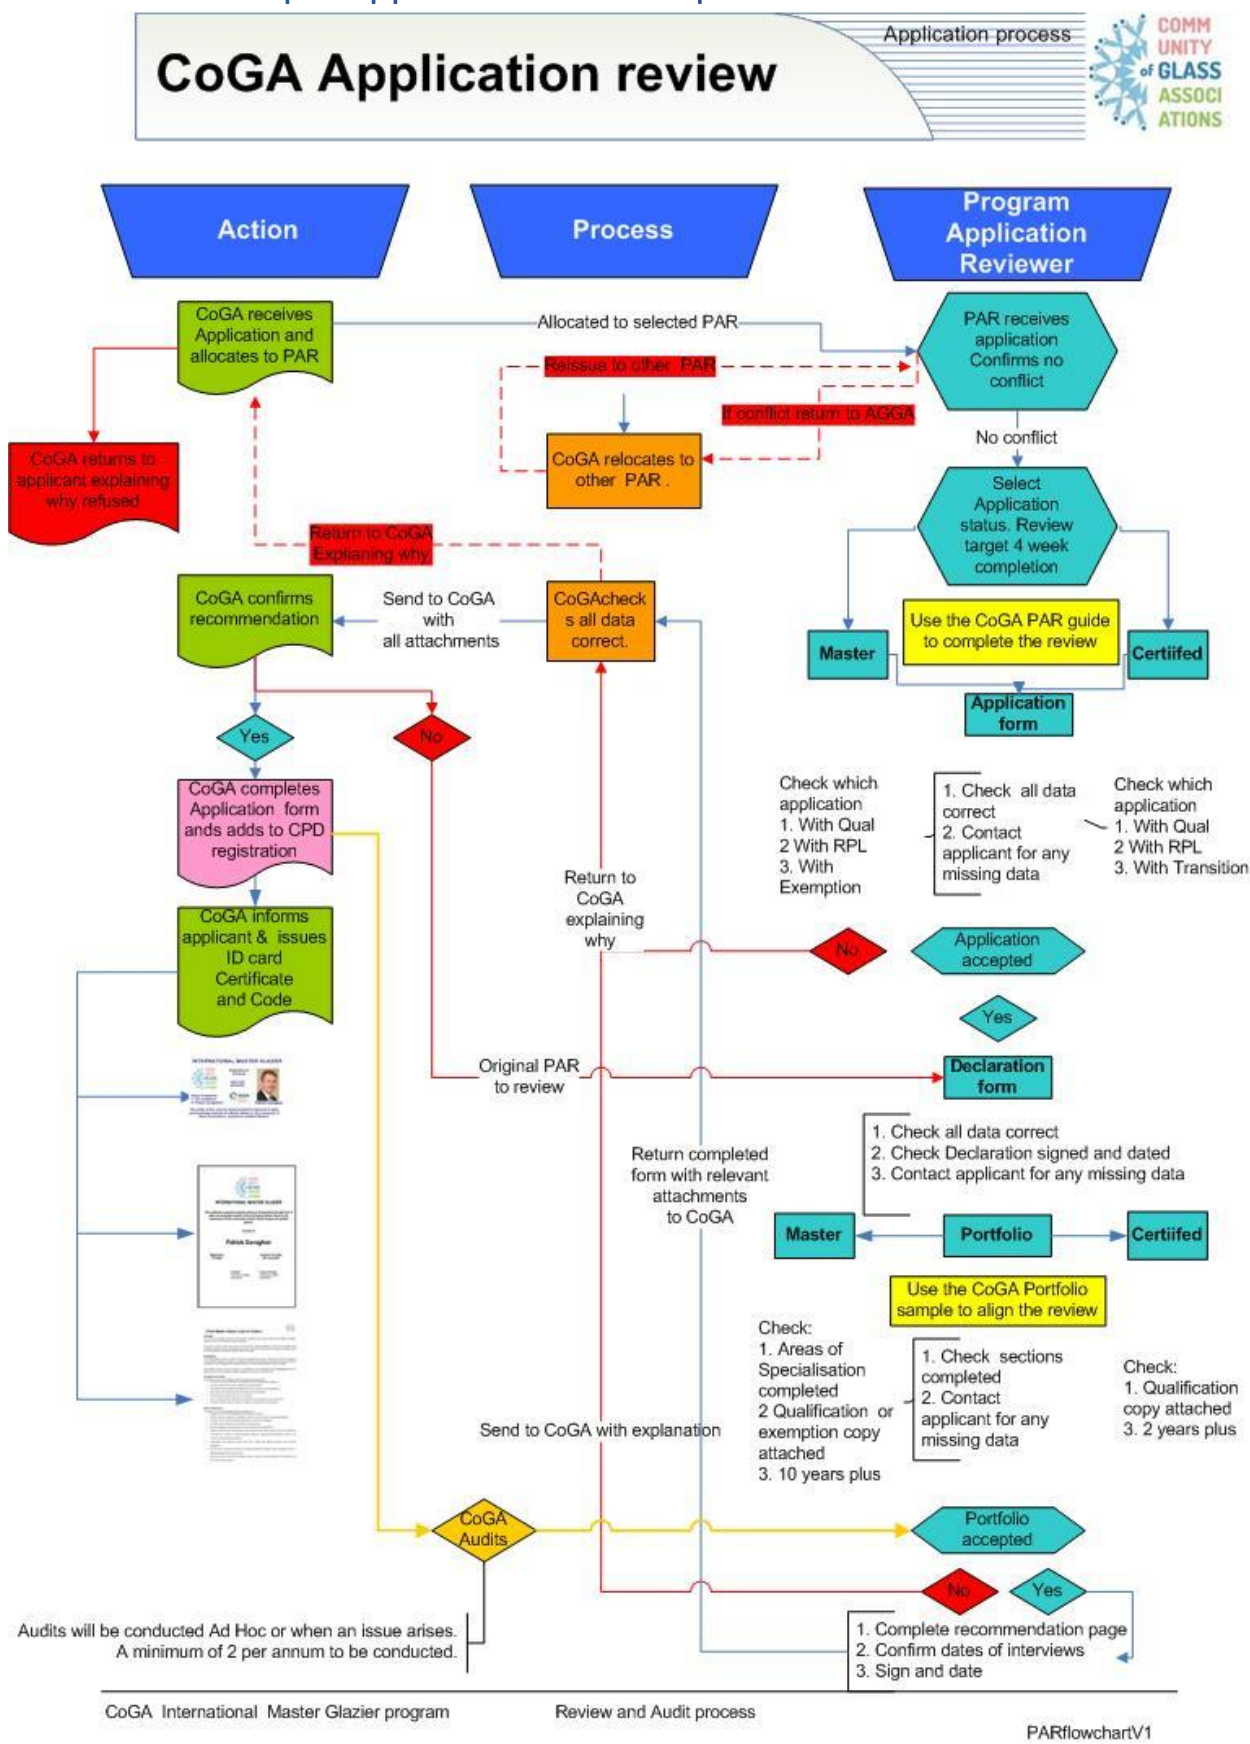 Application process
COMM
UNITY
of GLASS
ASSOCI
ATIONS
CoGA Application review
Action
Process
Program
Application
Reviewer
CoGA receives
Application and
allocates to PAR
Allocated to selected PAR
PAR receives
application
Confirms no
conflict
Reissue to other PAR
If conflict return to AGGA
No conflict
CoGA returns to
applicant explaining
why refused
CoGA relocates to
other PAR .
Select
Application
status. Review
target 4 week
completion
Return to CoGA
Explianing why
CoGA confirms
recommendation
Send to CoGA
with
all attachments
CoGAcheck
s all data
correct.
Use the CoGA PAR guide
to complete the review
Master
Certiifed
Application
form
Yes
No
CoGA completes
Application form
ands adds to CPD
registration
Check which
application
1. With Qual
2 With RPL
3. With
Exemption
1. Check all data
correct
2. Contact
applicant for any
missing data
Check which
application
1. With Qual
2 With RPL
3. With Transition
Return to
CoGA
explaining
why
CoGA informs
applicant & issues
ID card
Certificate
and Code
No
Application
accepted
Yes
INTERNATIONAL MASTER GLAZIER
Original PAR
to review
Declaration
form
1. Check all data correct
2. Check Declaration signed and dated
3. Contact applicant for any missing data
Return completed
form with relevant
attachments
to CoGA
Master
Portfolio
Certiifed
INTERNATIONAL MASTER GLAZIER
Use the CoGA Portfolio
sample to align the review
Check:
1. Areas of
Specialisation
completed
2 Qualification or
exemption copy
attached
3. 10 years plus
1. Check sections
completed
2. Contact
applicant for any
missing data
Check:
1. Qualification
copy attached
3. 2 years plus
Send to CoGA with explanation
CoGA
Audits
Portfolio
accepted
No
Yes
Audits will be conducted Ad Hoc or when an issue arises.
A minimum of 2 per annum to be conducted.
1. Complete recommendation page
2. Confirm dates of interviews
3. Sign and date
CoGA International Master Glazier program
Review and Audit process
PARflowchartV1